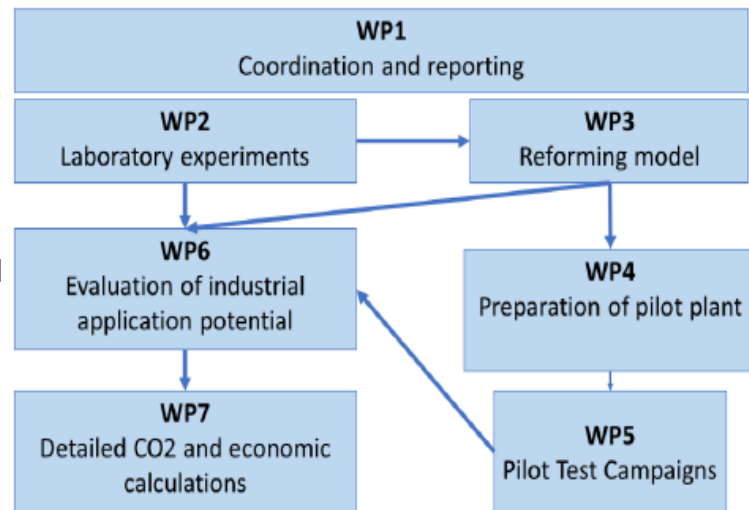 WP1
Coordination and reporting
WP2
Laboratory experiments
WP3
Reforming model
WP6
Evaluation of industrial
application potential
WP4
Preparation of pilot plant
WP7
Detailed CO2 and economic
calculations
WP5
Pilot Test Campaigns